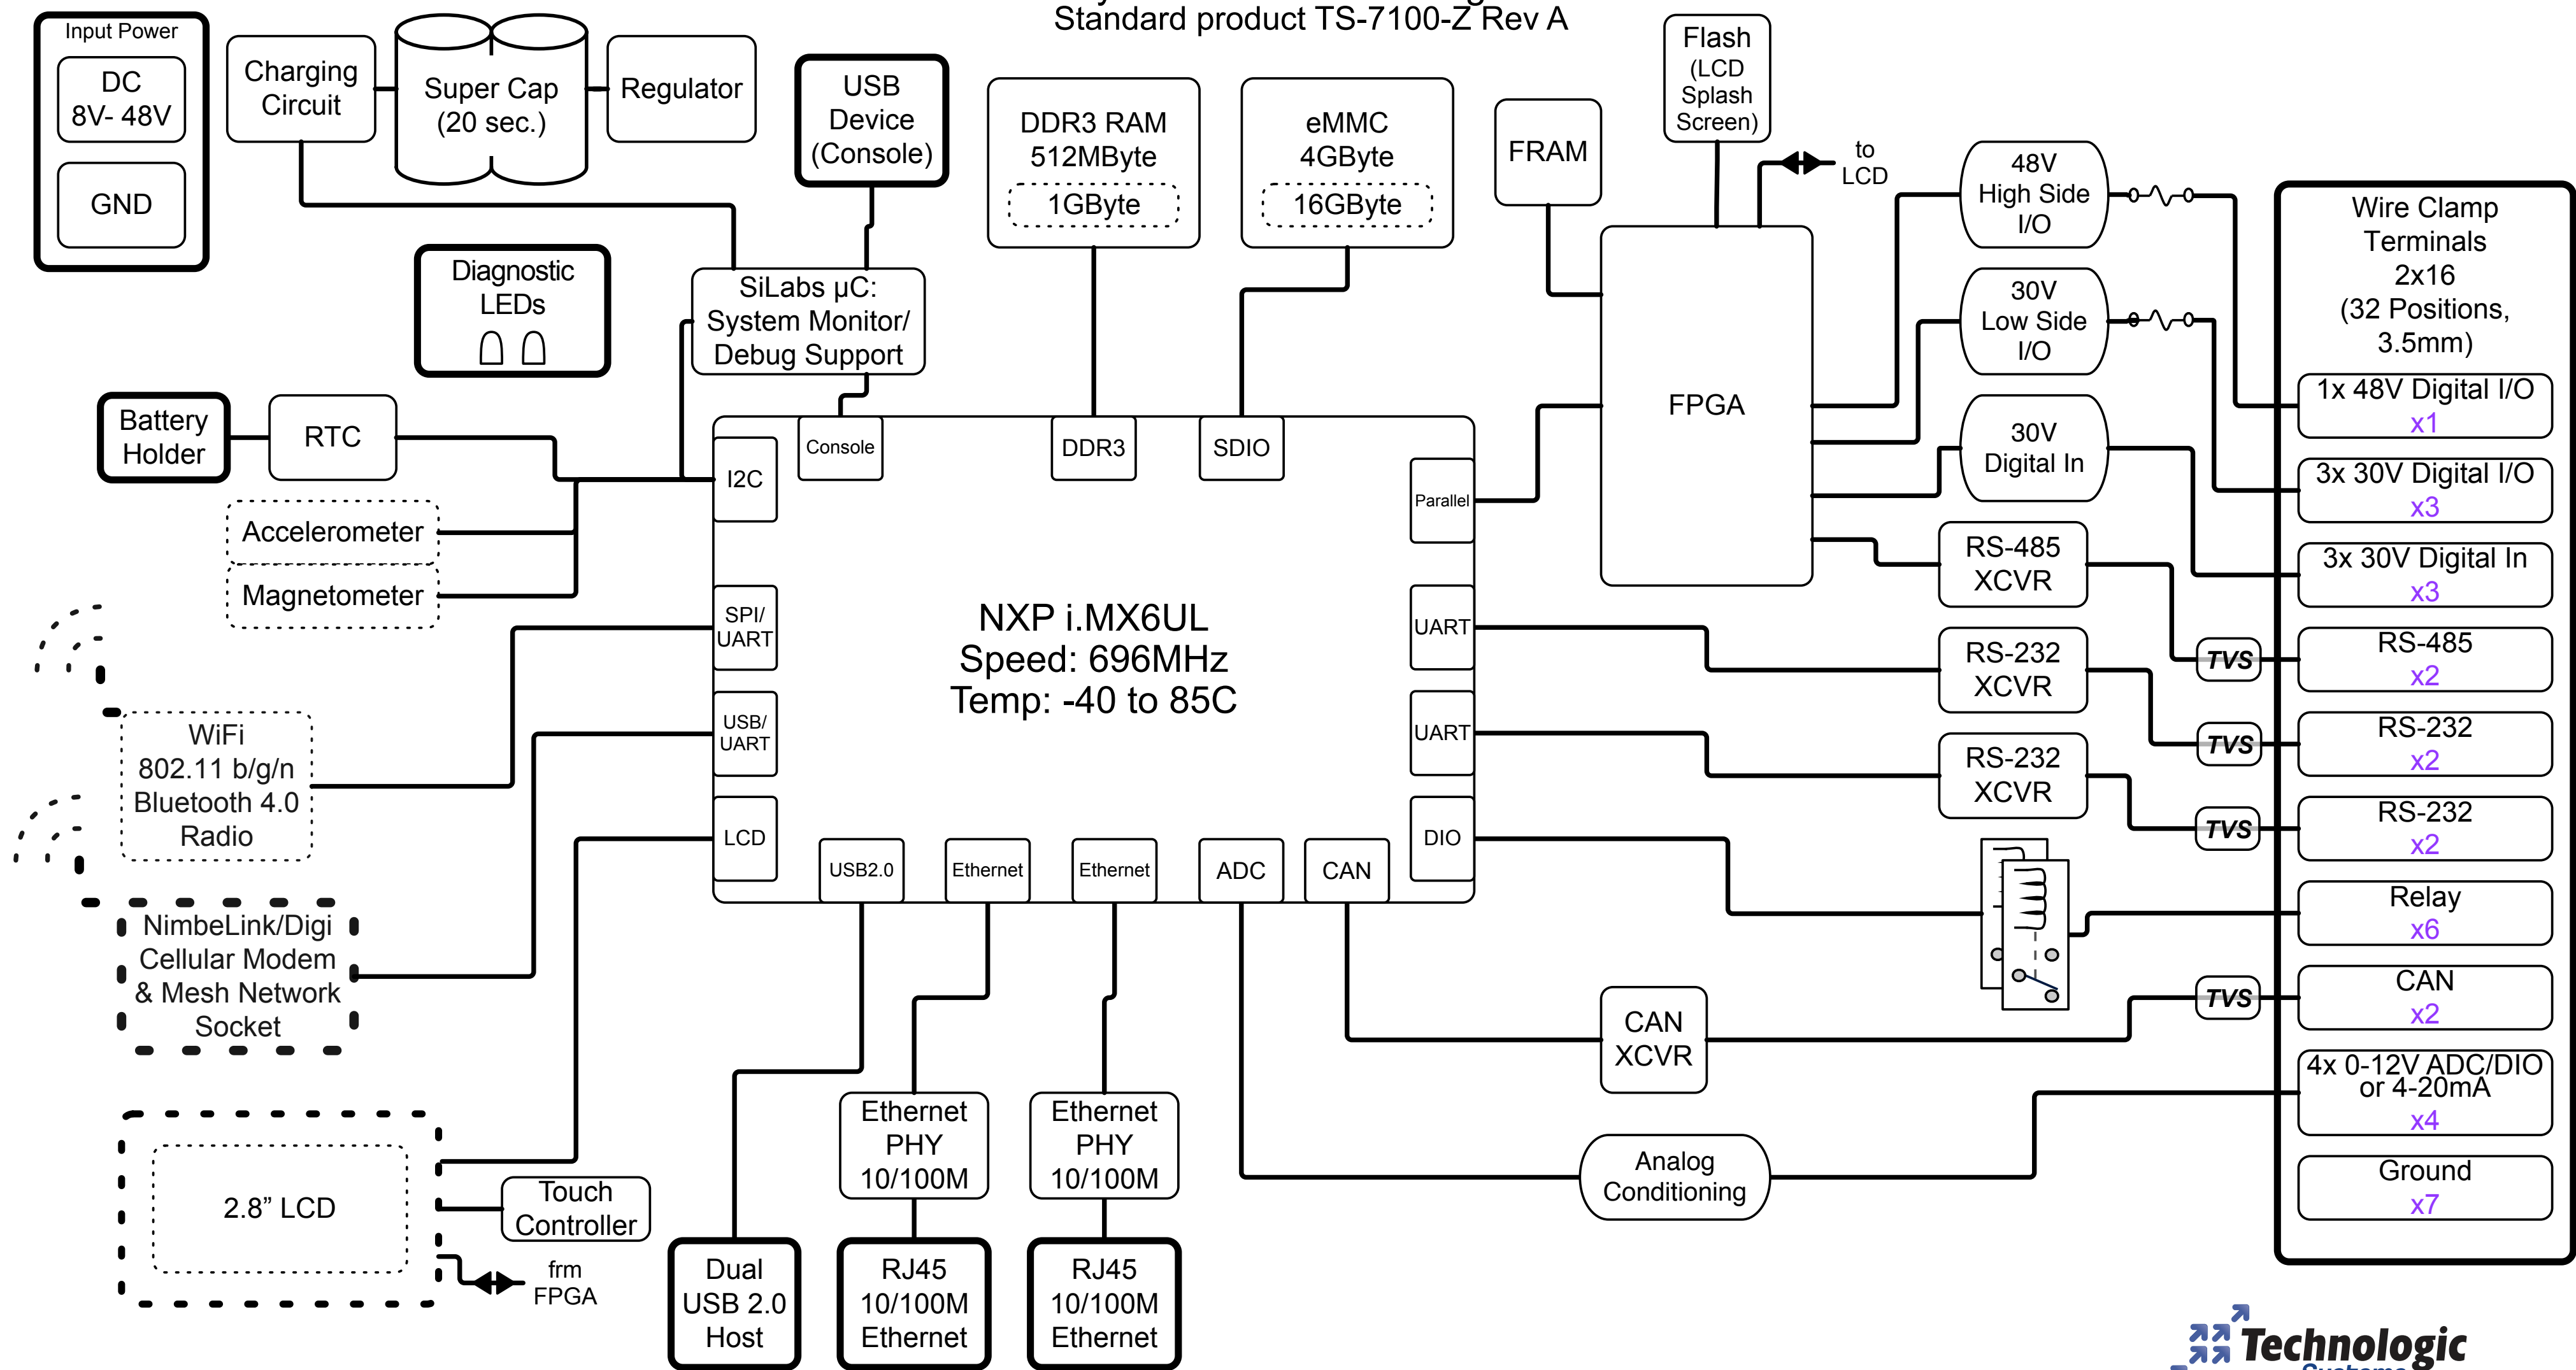 Standard product TS-7100-Z Rev A
Input Power
DC
8V- 48V
GND
Charging
Circuit
Super Cap
(20 sec.)
Regulator
USB
Device
(Console)
DDR3 RAM
512MByte
1GByte
eMMC
4GByte
16GByte
FRAM
Flash
(LCD
Splash
Screen)
to
LCD
Diagnostic
LEDs
SiLabs µC:
System Monitor/
Debug Support
Battery
Holder
RTC
Accelerometer
Magnetometer
WiFi
802.11 b/g/n
Bluetooth 4.0
Radio
NimbeLink/Digi
Cellular Modem
& Mesh Network
Socket
2.8” LCD
Touch
Controller
frm
FPGA
I2C
Console
DDR3
SDIO
Parallel
SPI/
UART
USB/
UART
LCD
NXP i.MX6UL
Speed: 696MHz
Temp: -40 to 85C
UART
UART
DIO
USB2.0
Ethernet
Ethernet
ADC
CAN
Ethernet
PHY
10/100M
Ethernet
PHY
10/100M
Dual
USB 2.0
Host
RJ45
10/100M
Ethernet
RJ45
10/100M
Ethernet
FPGA
48V
High Side
I/O
30V
Low Side
I/O
30V
Digital In
RS-485
XCVR
RS-232
XCVR
RS-232
XCVR
CAN
XCVR
Analog
Conditioning
TVS
TVS
TVS
TVS
Wire Clamp
Terminals
2x16
(32 Positions,
3.5mm)
1x 48V Digital I/O
x1
3x 30V Digital I/O
x3
3x 30V Digital In
x3
RS-485
x2
RS-232
x2
RS-232
x2
Relay
x6
CAN
x2
4x 0-12V ADC/DIO
or 4-20mA
x4
Ground
x7
Technologic
Systems